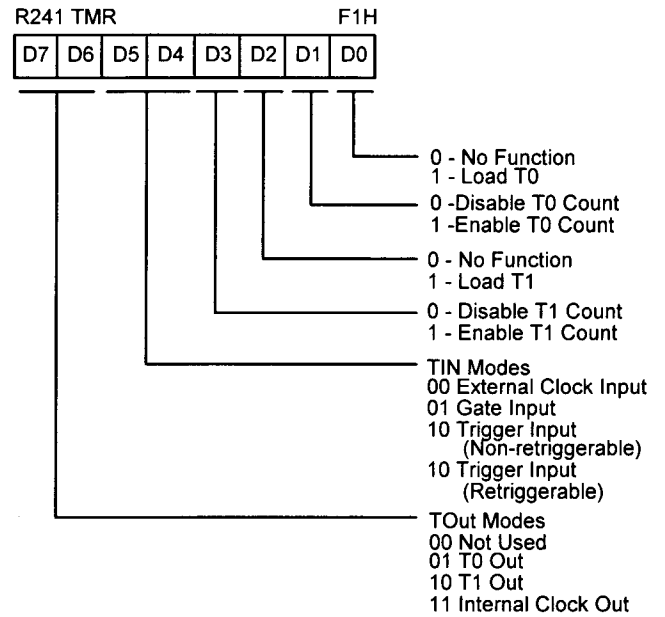 R241 TMR F1H
D7 D6 D5 D4 D3 D2 D1 D0
0 - No Function
1 - Load T0
0 -Disable T0 Count
1 -Enable T0 Count
0 - No Function
1 - Load T1
0 - Disable T1 Count
1 - Enable T1 Count
TIN Modes
00 External Clock Input
01 Gate Input
10 Trigger Input
(Non-retriggerable)
10 Trigger Input
(Retriggerable)
TOut Modes
00 Not Used
01 T0 Out
10 T1 Out
11 Internal Clock Out